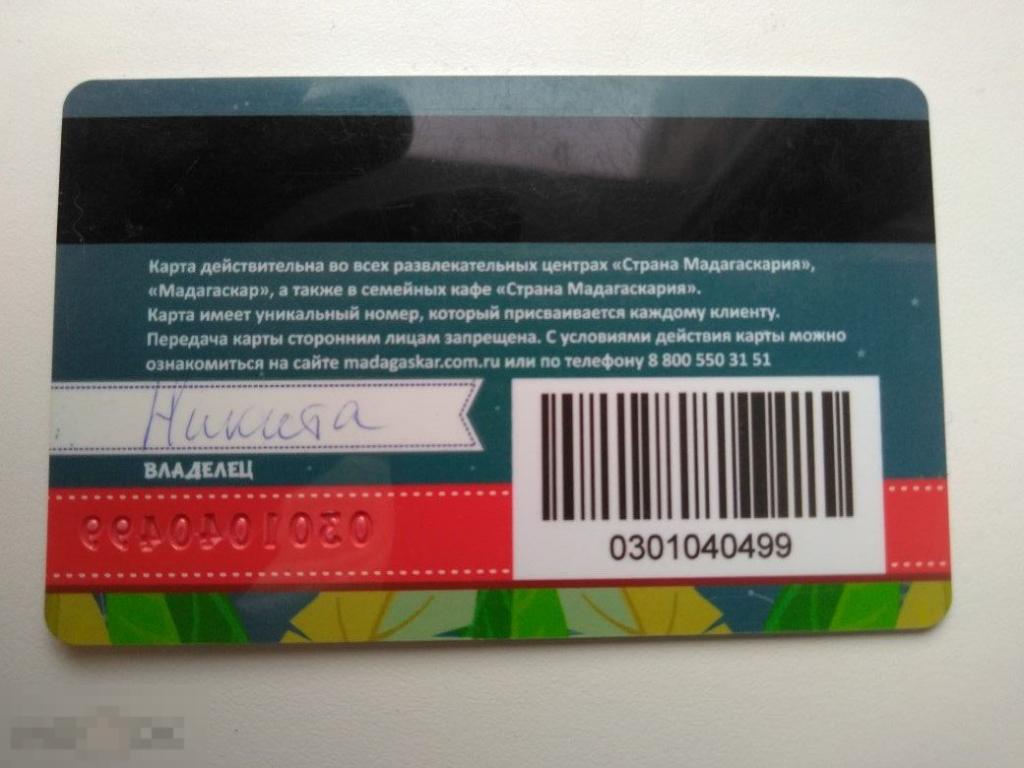 Карта действительна во всех развлекательных центрах «Страна Мадагаскария»,
«Мадагаскар», а также в семейных кафе «Страна Мадагаскария».
Карта имеет уникальный номер, который присваивается каждому клиенту.
Передача карты сторонним лицам запрещена. С условиями действия карты можно
ознакомиться на сайте madagaskar.com.ru или по телефону 8 800 550 31 51
Никита
ВЛАДЕЛЕЦ
0301040499
0301040499